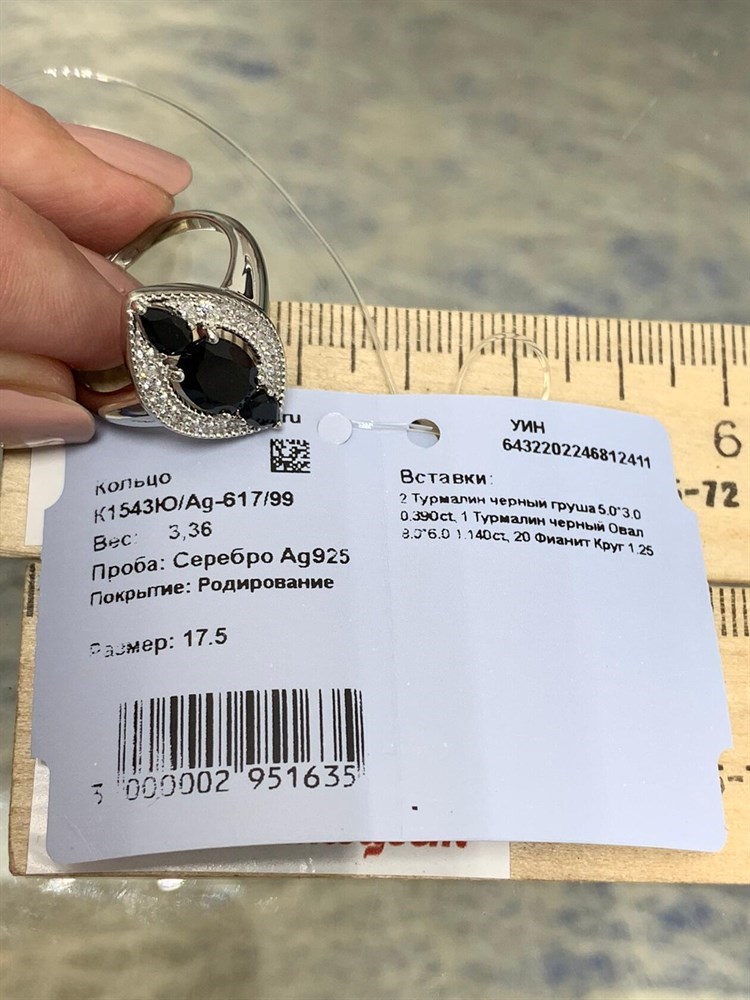 .ru
Кольцо
К1543Ю/Ag-617/99
Вес: 3,36
Проба: Серебро Ag925
Покрытие: Родирование
Размер: 17.5
3 000002 951635
УИН
6432202246812411
Вставки:
2 Турмалин черный груша 5.0*3.0
0.390ct, 1 Турмалин черный Овал
8.0*6.0 1.140ct, 20 Фианит Круг 1.25
6
-72